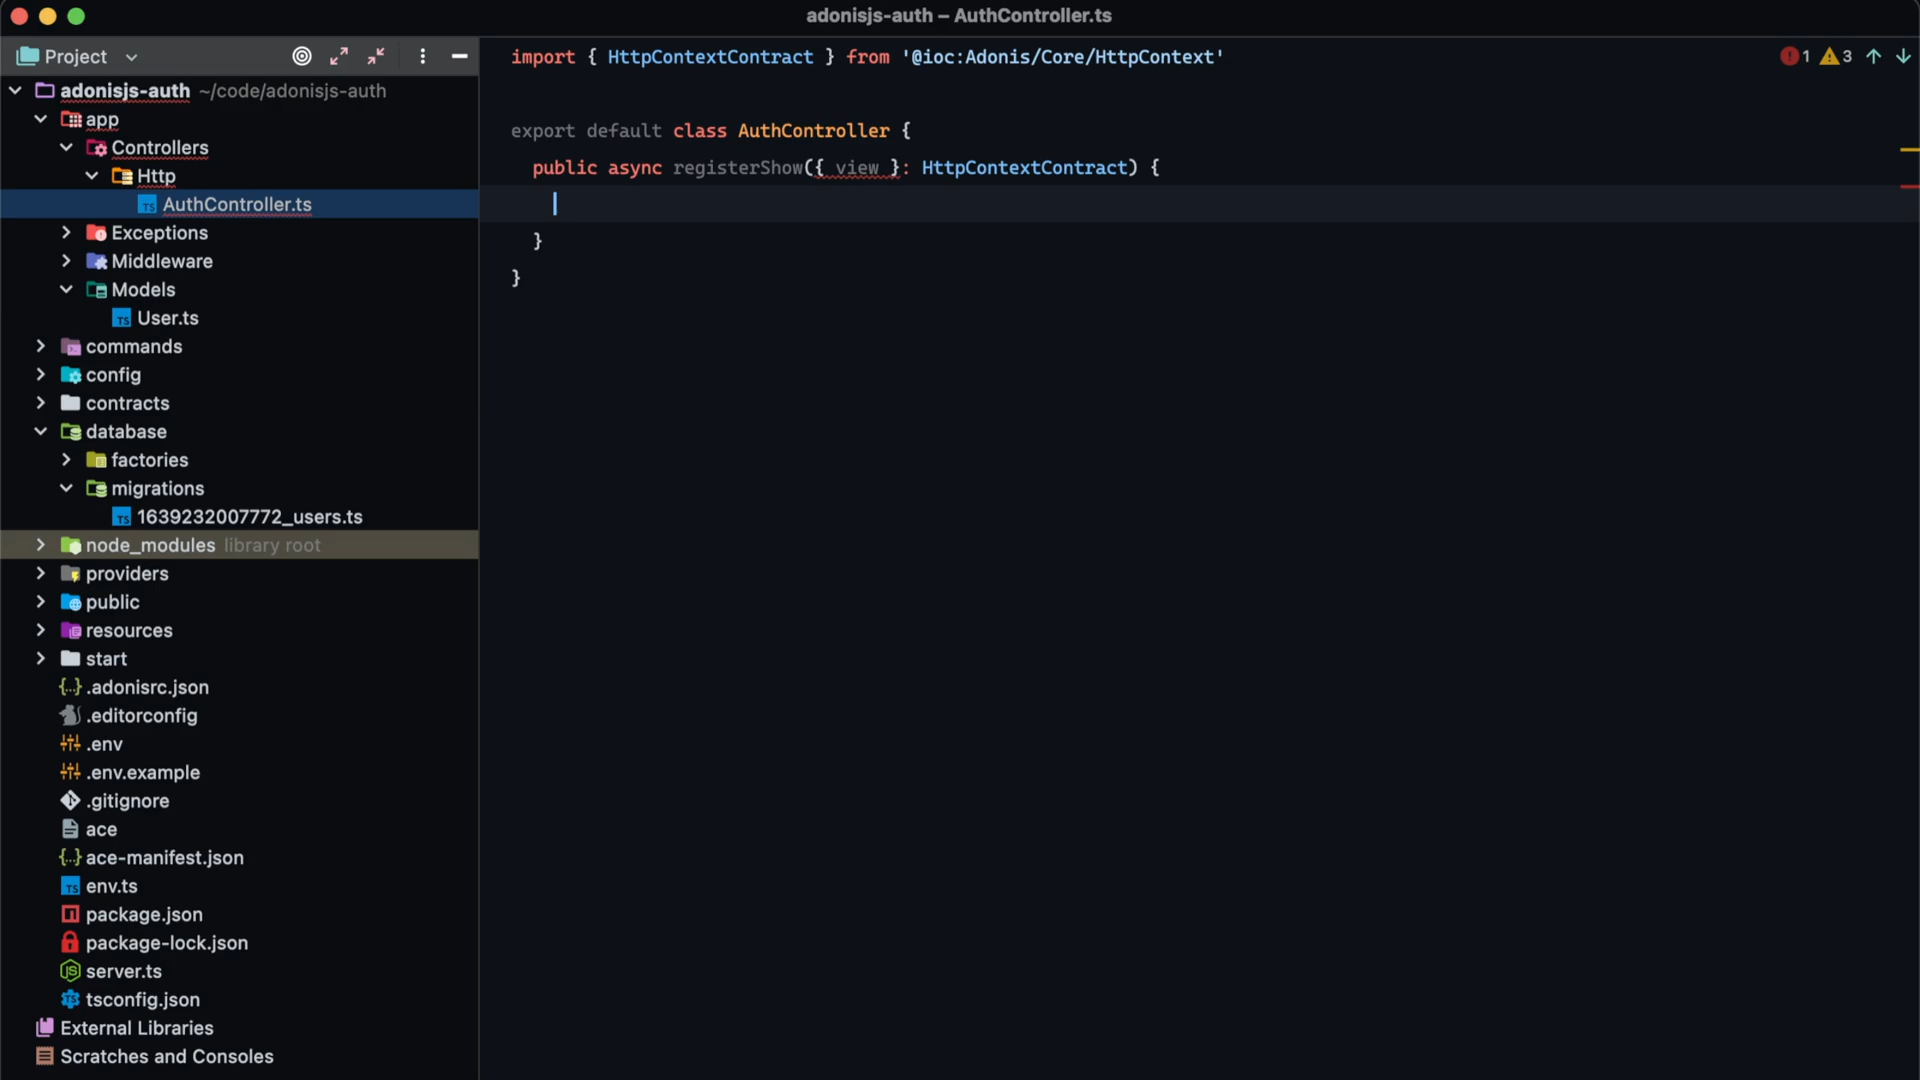 adonisjs-auth – AuthController.ts
Project
adonisjs-auth ~/code/adonisjs-auth
app
Controllers
Http
AuthController.ts
Exceptions
Middleware
Models
User.ts
commands
config
contracts
database
factories
migrations
1639232007772_users.ts
node_modules library root
providers
public
resources
start
.adonisrc.json
.editorconfig
.env
.env.example
.gitignore
ace
ace-manifest.json
env.ts
package.json
package-lock.json
server.ts
tsconfig.json
External Libraries
Scratches and Consoles
import { HttpContextContract } from '@ioc:Adonis/Core/HttpContext'
1 3
export default class AuthController {
public async registerShow({ view }: HttpContextContract) {
}
}